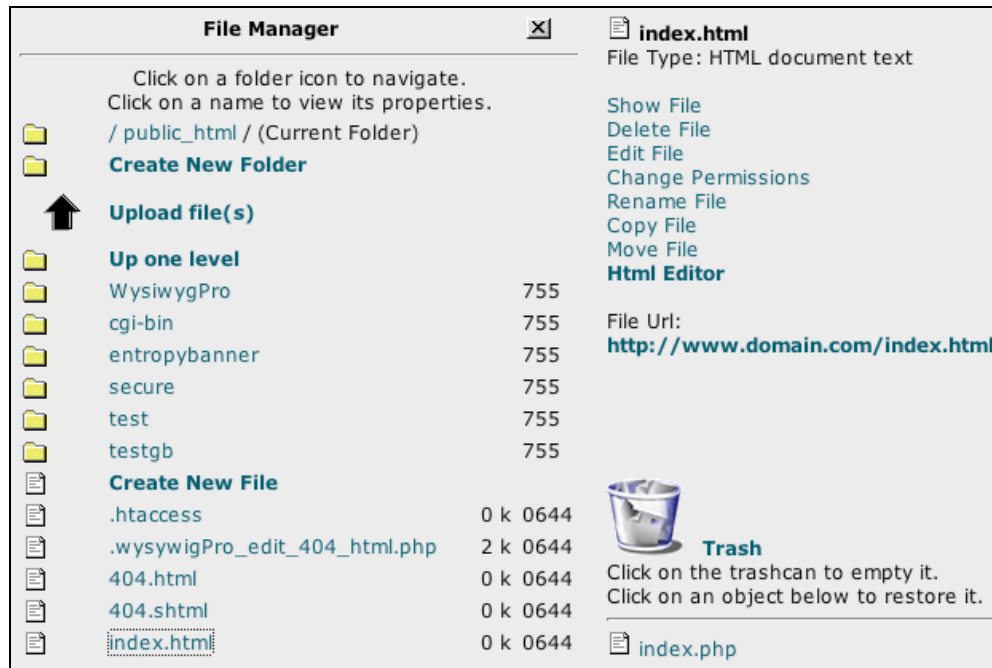 File Manager
Click on a folder icon to navigate.
Click on a name to view its properties.
/ public_html / (Current Folder)
Create New Folder
Upload file(s)
Up one level
WysiwygPro 755
cgi-bin 755
entropybanner 755
secure 755
test 755
testgb 755
Create New File
.htaccess 0 k 0644
.wysywigPro_edit_404_html.php 2 k 0644
404.html 0 k 0644
404.shtml 0 k 0644
index.html 0 k 0644
index.html
File Type: HTML document text
Show File
Delete File
Edit File
Change Permissions
Rename File
Copy File
Move File
Html Editor
File Url:
http://www.domain.com/index.html
Trash
Click on the trashcan to empty it.
Click on an object below to restore it.
index.php